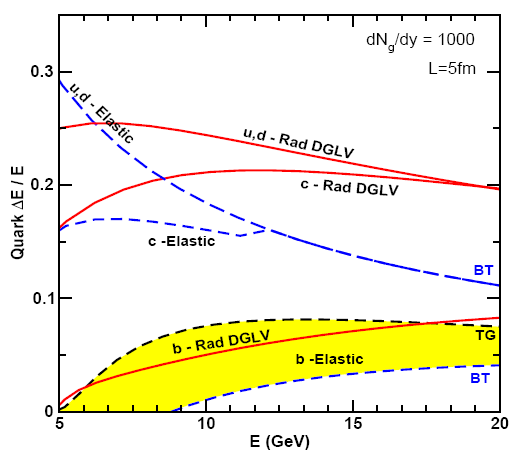 dNg/dy = 1000
L=5fm
0.3
u,d - Elastic
u,d - Rad DGLV
0.2
c - Rad DGLV
c -Elastic
BT
0.1
TG
b - Rad DGLV
b -Elastic
BT
0
5
10
15
20
E (GeV)
Quark ΔE / E